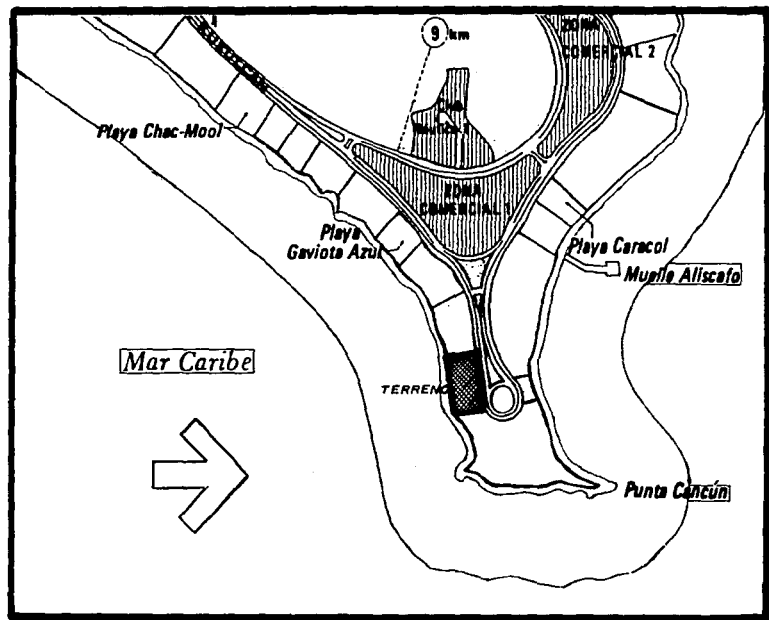 9 km
ZONA
COMERCIAL 2
Playa Chac-Mool
ZONA
COMERCIAL 1
Playa
Gaviota Azul
Playa Caracol
Muelle Aliscafo
Mar Caribe
TERRENO
Punta Cancún